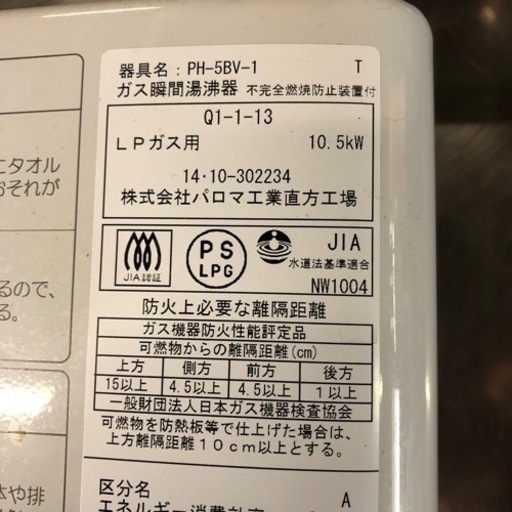 器具名：PH-5BV-1 T
ガス瞬間湯沸器 不完全燃焼防止装置付
Q1-1-13
LPガス用 10.5kW
14・10-302234
株式会社パロマ工業直方工場
JIA認証
PS LPG
JIA
水道法基準適合
NW1004
防火上必要な離隔距離
ガス機器防火性能評定品
可燃物からの離隔距離(cm)
上方 側方 前方 後方
15以上 4.5以上 4.5以上 1以上
一般財団法人日本ガス機器検査協会
可燃物を防熱板等で仕上げた場合は、
上方離隔距離10cm以上とする。
区分名 A
タオル
おそれが
るので、
る。
や排